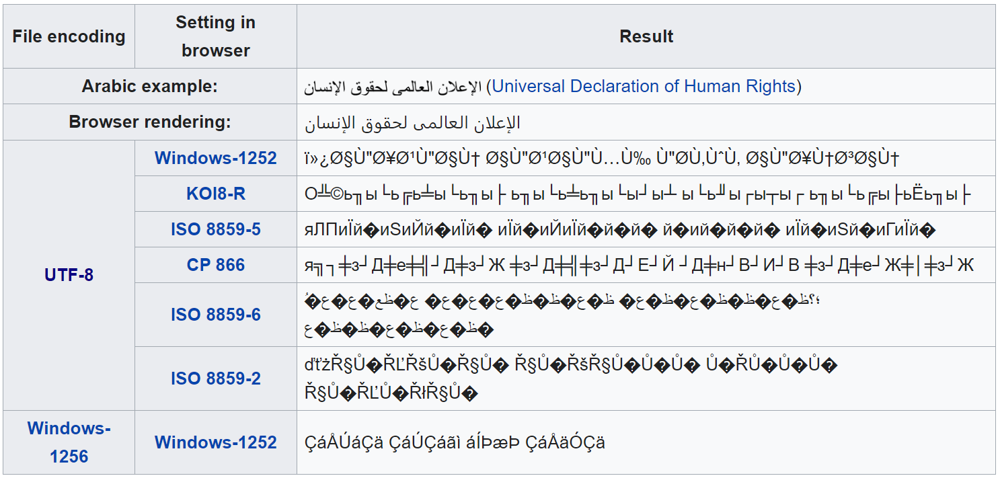 File encoding
Setting in
browser
Result
Arabic example:
الإعلان العالمى لحقوق الإنسان (Universal Declaration of Human Rights)
Browser rendering:
الإعلان العالمى لحقوق الإنسان
UTF-8
Windows-1252
ï»¿Ø§Ù"Ø¥Ø¹Ù"Ø§Ù† Ø§Ù"Ø¹Ø§Ù"Ù…Ù‰ Ù"ØÙ‚ÙˆÙ‚ Ø§Ù"Ø¥Ù†Ø³Ø§Ù†
KOI8-R
О╩©ь╖ы└ь╔ь╧ы└ь╖ы├ ь╖ы└ь╧ь╖ы└ы┘ы┴ ы└ь╜ы┌ы┬ы┌ ь╖ы└ь╔ы├ьЁь╖ы├
ISO 8859-5
яЛПиЇй�иЅиЙй�иЇй� иЇй�иЙиЇй�й�й� й�ий�й�й� иЇй�иЅй�иГиЇй�
CP 866
я╗┐╪з┘Д╪е╪╣┘Д╪з┘Ж ╪з┘Д╪╣╪з┘Д┘Е┘Й ┘Д╪н┘В┘И┘В ╪з┘Д╪е┘Ж╪│╪з┘Ж
ISO 8859-6
؛؟ظ�ع�ظ�ظ�ع�ظ�ع� ظ�ع�ظ�ظ�ع�ع�ع� ع�ظع�ع�ع�
ظ�ع�ظ�ع�ظ�ظ�ع�
ISO 8859-2
ďťżŘ§Ů�ŘĽŘšŮ�Ř§Ů� Ř§Ů�ŘšŘ§Ů�Ů�Ů� Ů�ŘŮ�Ů�Ů�
Ř§Ů�ŘĽŮ�ŘłŘ§Ů�
Windows-
1256
Windows-1252
ÇáÅÚáÇä ÇáÚÇáãì áÍÞæÞ ÇáÅäÓÇä